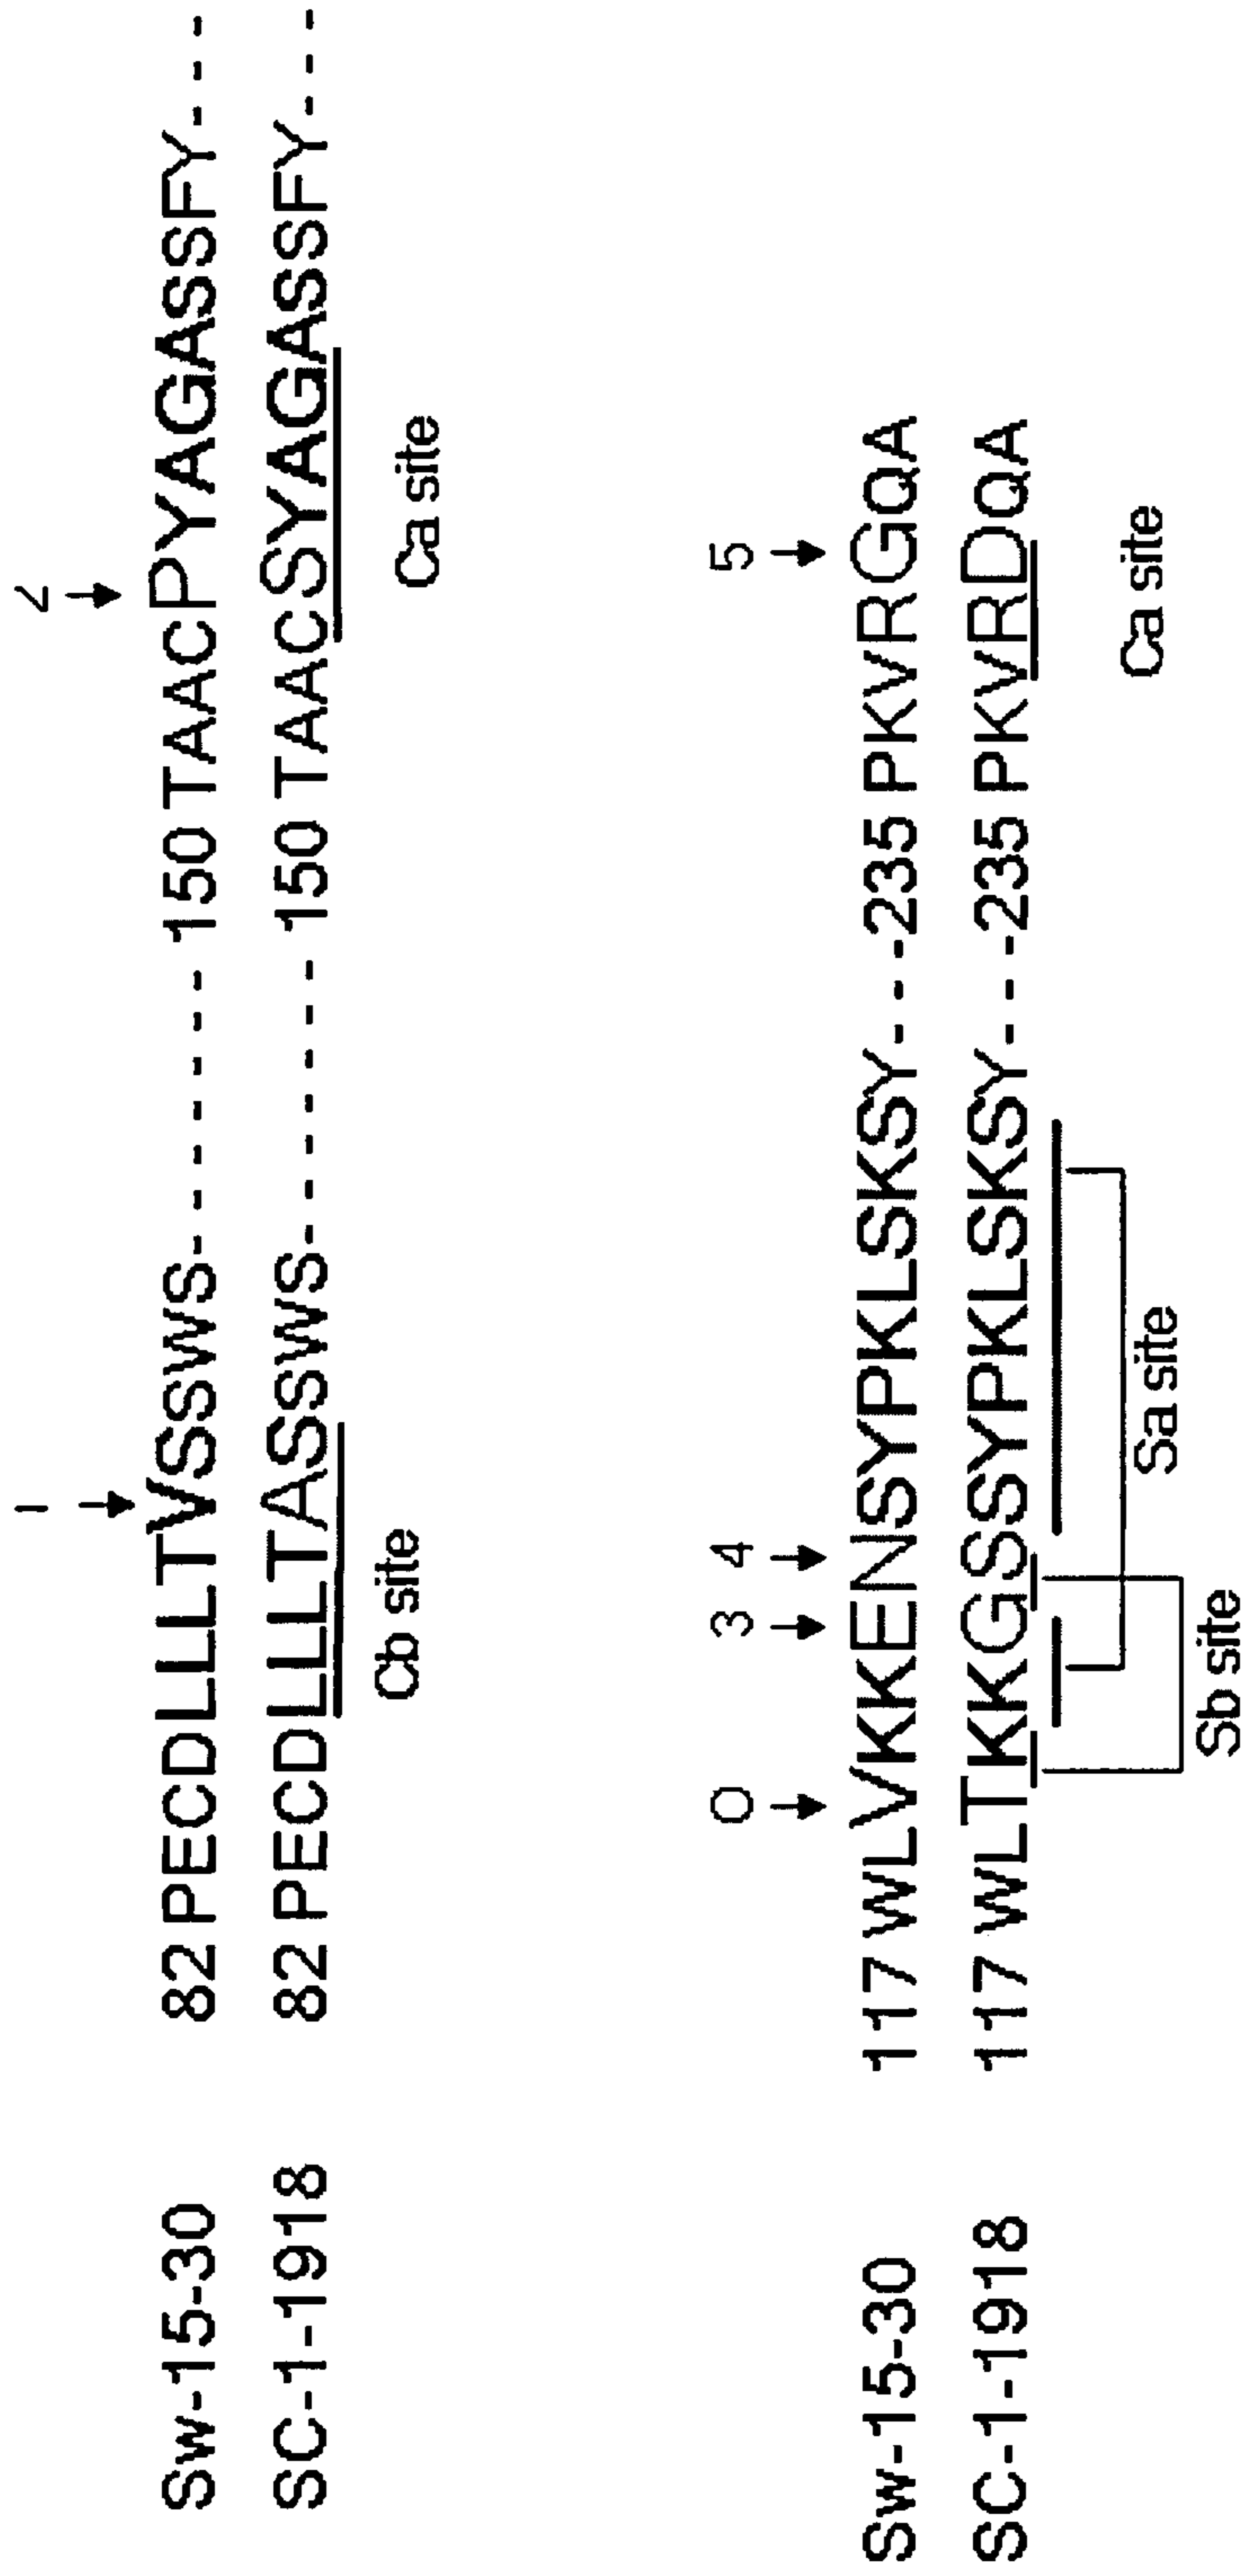 1 2
Sw-15-30 82 PECDLLLTVSSWS- - - - - - - 150 TAACPYAGASSFY- - -
SC-1-1918 82 PECDLLLTASSWS- - - - - - - 150 TAACSYAGASSFY- - -
Cb site Ca site
O 3 4 5
Sw-15-30 117 WLVKKENSYPKLSKSY- - -235 PKVRGQA
SC-1-1918 117 WLTKKGSSYPKLSKSY- - -235 PKVRDQA
Sa site Ca site
Sb site